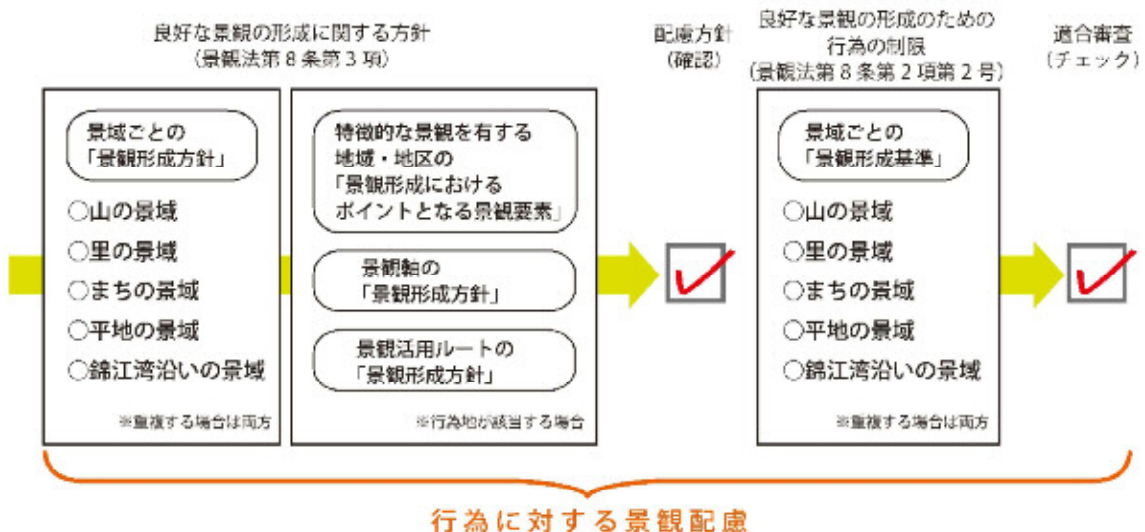 良好な景観の形成に関する方針
(景観法第8条第3項)
景域ごとの
「景観形成方針」
○山の景域
○里の景域
○まちの景域
○平地の景域
○錦江湾沿いの景域
※重複する場合は両方
特徴的な景観を有する
地域・地区の
「景観形成における
ポイントとなる景観要素」
景観軸の
「景観形成方針」
景観活用ルートの
「景観形成方針」
※行為地が該当する場合
配慮方針
(確認)
良好な景観の形成のための
行為の制限
(景観法第8条第2項第2号)
景域ごとの
「景観形成基準」
○山の景域
○里の景域
○まちの景域
○平地の景域
○錦江湾沿いの景域
※重複する場合は両方
適合審査
(チェック)
行為に対する景観配慮